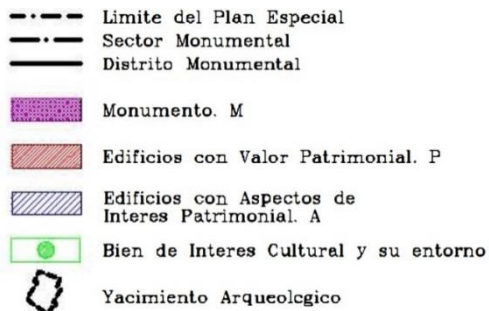 Limite del Plan Especial
Sector Monumental
Distrito Monumental
Monumento. M
Edificios con Valor Patrimonial. P
Edificios con Aspectos de
Interes Patrimonial. A
Bien de Interes Cultural y su entorno
Yacimiento Arqueolcgico